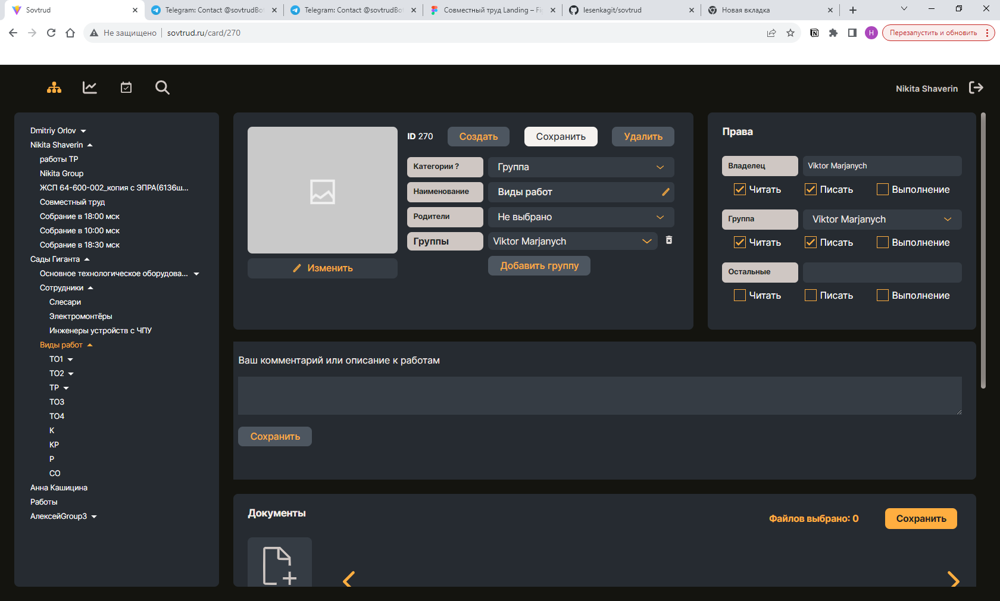 Sovtrud
Telegram: Contact @sovtrudBo
Telegram: Contact @sovtrudBo
Совместный труд Landing – Fi
lesenkagit/sovtrud
Новая вкладка
Не защищено
sovtrud.ru/card/270
Н
Перезапустить и обновить
Nikita Shaverin
Dmitriy Orlov
Nikita Shaverin
работы ТР
Nikita Group
ЖСП 64-600-002_копия с ЭПРА(6136ш...
Совместный труд
Собрание в 18:00 мск
Собрание в 10:00 мск
Собрание в 18:30 мск
Сады Гиганта
Основное технологическое оборудова...
Сотрудники
Слесари
Электромонтёры
Инженеры устройств с ЧПУ
Виды работ
ТО1
ТО2
ТР
ТО3
ТО4
К
КР
Р
СО
Анна Кашицина
Работы
АлексейGroup3
Изменить
ID 270
Создать
Сохранить
Удалить
Категории ?
Группа
Наименование
Виды работ
Родители
Не выбрано
Группы
Viktor Marjanych
Добавить группу
Права
Владелец
Viktor Marjanych
Читать
Писать
Выполнение
Группа
Viktor Marjanych
Читать
Писать
Выполнение
Остальные
Читать
Писать
Выполнение
Ваш комментарий или описание к работам
Сохранить
Документы
Файлов выбрано: 0
Сохранить